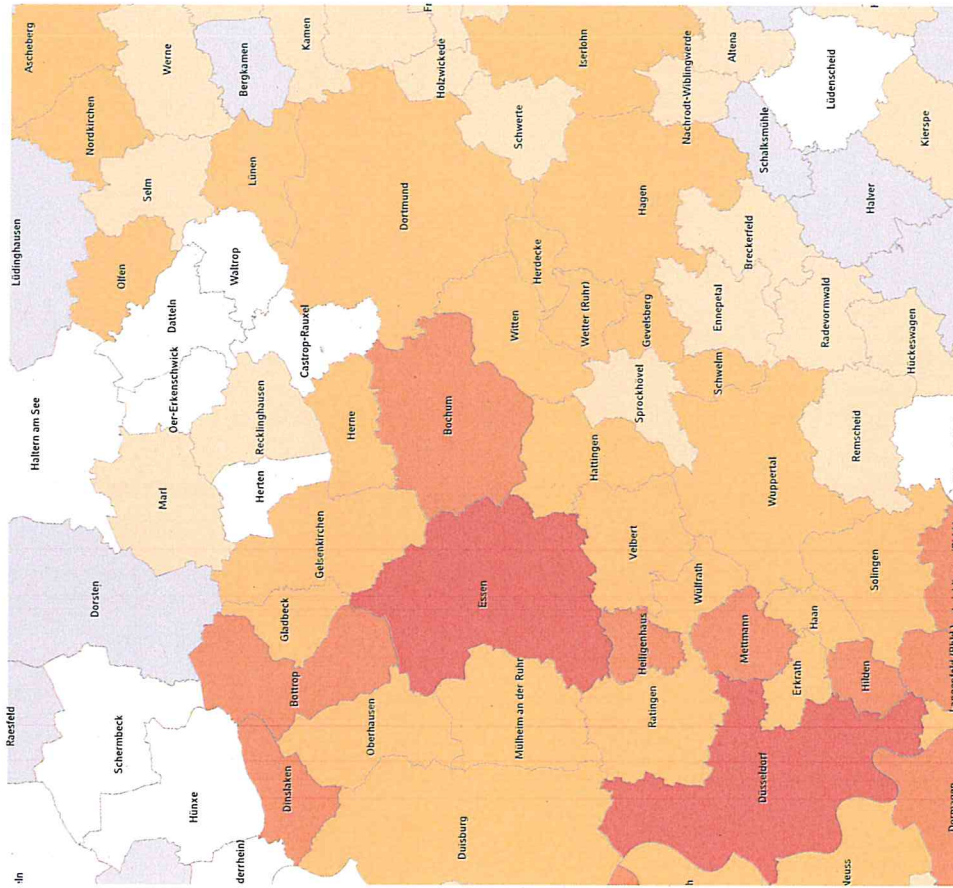 derrhein)
Raesfeld
Hünxe
Schermbeck
Dinslaken
Duisburg
Neuss
Düsseldorf
Oberhausen
Mülheim an der Ruhr
Ratingen
Bottrop
Dorsten
Erkrath
Hilden
Heiligenhaus
Mettmann
Gladbeck
Haan
Essen
Wülfrath
Solingen
Gelsenkirchen
Velbert
Marl
Herten
Wuppertal
Recklinghausen
Hattingen
Remscheid
Haltern am See
Oer-Erkenschwick
Herne
Bochum
Sprockhövel
Schwelm
Hückeswagen
Datteln
Castrop-Rauxel
Witten
Wetter (Ruhr)
Gevelsberg
Ennepetal
Radevormwald
Olfen
Waltrop
Herdecke
Breckerfeld
Lüdinghausen
Selm
Lünen
Dortmund
Hagen
Halver
Nordkirchen
Schwerte
Schalksmühle
Kierspe
Ascheberg
Werne
Bergkamen
Kamen
Holzwickede
Iserlohn
Nachrodt-Wiblingwerde
Altena
Lüdenscheid